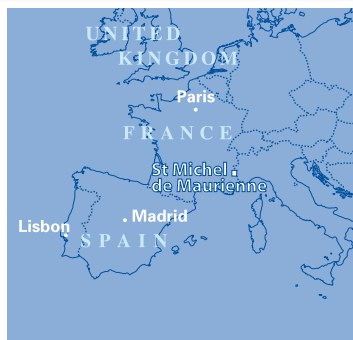 UNITED
KINGDOM
Paris
FRANCE
St Michel
de Maurienne
Madrid
Lisbon
SPAIN